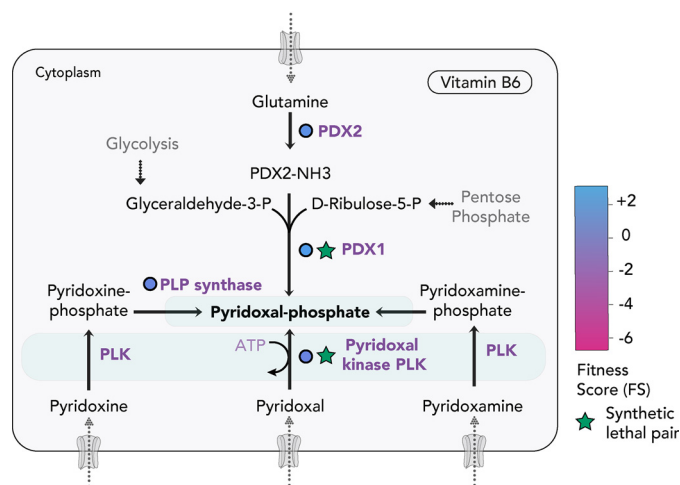 Cytoplasm
Vitamin B6
Glutamine
PDX2
Glycolysis
PDX2-NH3
Glyceraldehyde-3-P
D-Ribulose-5-P
Pentose
Phosphate
PDX1
PLP synthase
Pyridoxine-
phosphate
Pyridoxal-phosphate
Pyridoxamine-
phosphate
PLK
ATP
Pyridoxal
kinase PLK
PLK
Pyridoxine
Pyridoxal
Pyridoxamine
+2
0
-2
-4
-6
Fitness
Score (FS)
Synthetic
lethal pair